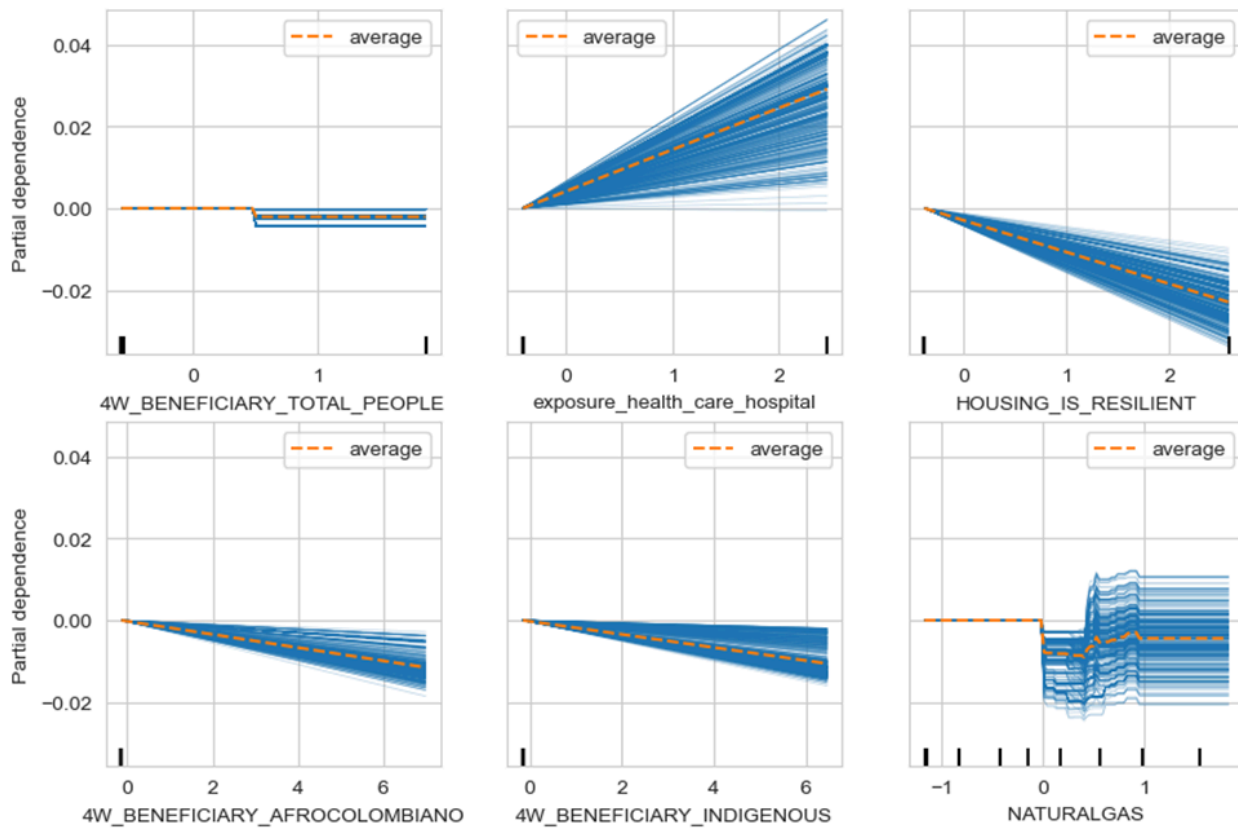 average
average
average
0.04
0.02
0.00
−0.02
Partial dependence
0
1
0
1
2
0
1
2
4W_BENEFICIARY_TOTAL_PEOPLE
exposure_health_care_hospital
HOUSING_IS_RESILIENT
average
average
average
0.04
0.02
0.00
−0.02
Partial dependence
0
2
4
6
0
2
4
6
−1
0
1
4W_BENEFICIARY_AFROCOLOMBIANO
4W_BENEFICIARY_INDIGENOUS
NATURALGAS